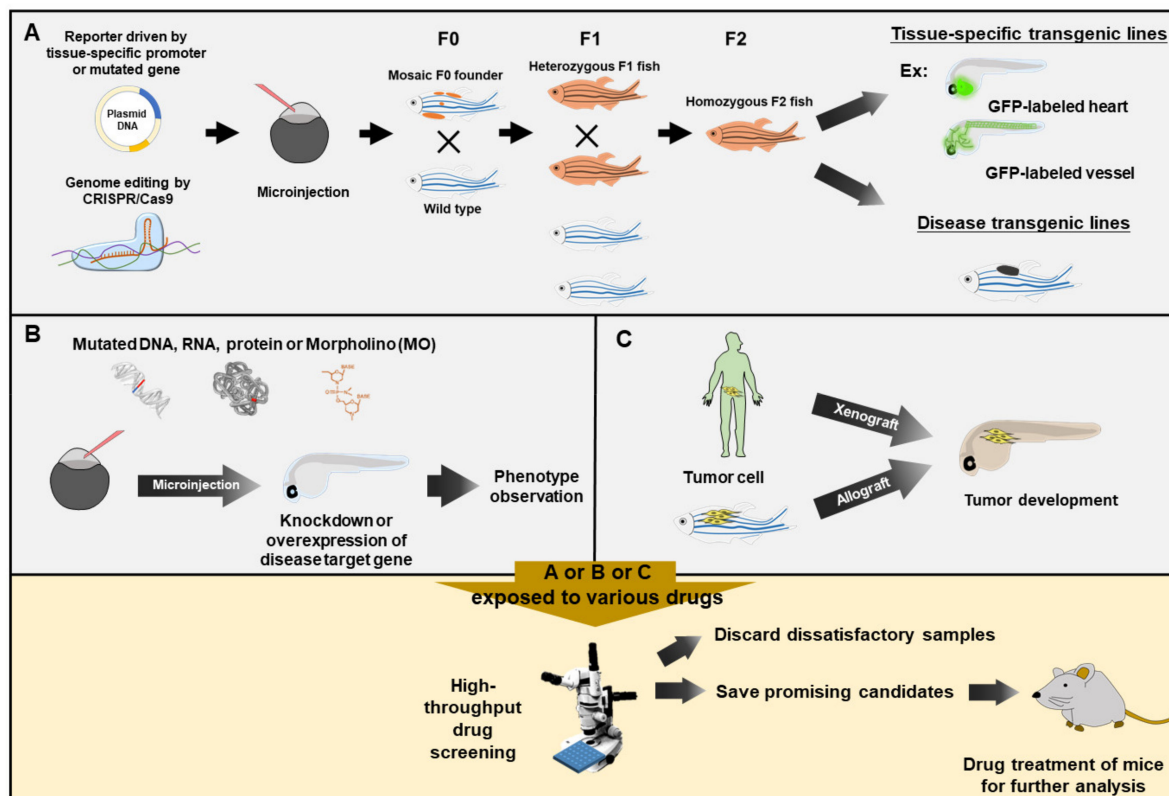 A
Reporter driven by
tissue-specific promoter
or mutated gene
Plasmid
DNA
Genome editing by
CRISPR/Cas9
Microinjection
F0
Mosaic F0 founder
Wild type
F1
Heterozygous F1 fish
F2
Homozygous F2 fish
Tissue-specific transgenic lines
Ex:
GFP-labeled heart
GFP-labeled vessel
Disease transgenic lines
B
Mutated DNA, RNA, protein or Morpholino (MO)
BASE
BASE
Microinjection
Knockdown or
overexpression of
disease target gene
Phenotype
observation
C
Tumor cell
Xenograft
Allograft
Tumor development
A or B or C
exposed to various drugs
High-
throughput
drug
screening
Discard dissatisfactory samples
Save promising candidates
Drug treatment of mice
for further analysis